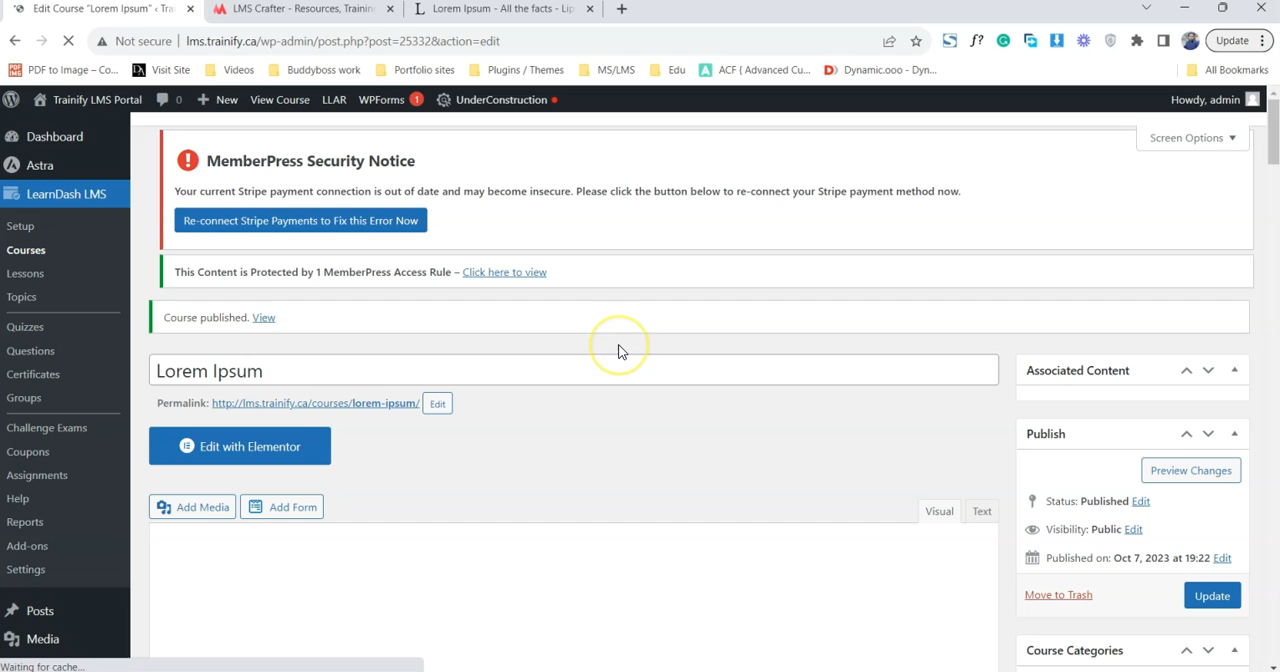 Edit Course "Lorem Ipsum" ‹ Tra
LMS Crafter - Resources, Trainin
Lorem Ipsum - All the facts - Lip
Not secure
lms.trainify.ca/wp-admin/post.php?post=25332&action=edit
Update
PDF to Image – Co...
Visit Site
Videos
Buddyboss work
Portfolio sites
Plugins / Themes
MS/LMS
Edu
ACF ( Advanced Cu...
Dynamic.ooo - Dyn...
All Bookmarks
Trainify LMS Portal
0
New
View Course
LLAR
WPForms 1
UnderConstruction
Howdy, admin
Dashboard
Astra
LearnDash LMS
Setup
Courses
Lessons
Topics
Quizzes
Questions
Certificates
Groups
Challenge Exams
Coupons
Assignments
Help
Reports
Add-ons
Settings
Posts
Media
Screen Options
MemberPress Security Notice
Your current Stripe payment connection is out of date and may become insecure. Please click the button below to re-connect your Stripe payment method now.
Re-connect Stripe Payments to Fix this Error Now
This Content is Protected by 1 MemberPress Access Rule – Click here to view
Course published. View
Lorem Ipsum
Permalink: http://lms.trainify.ca/courses/lorem-ipsum/ Edit
Edit with Elementor
Add Media
Add Form
Visual
Text
Associated Content
Publish
Preview Changes
Status: Published Edit
Visibility: Public Edit
Published on: Oct 7, 2023 at 19:22 Edit
Move to Trash
Update
Course Categories
Waiting for cache...